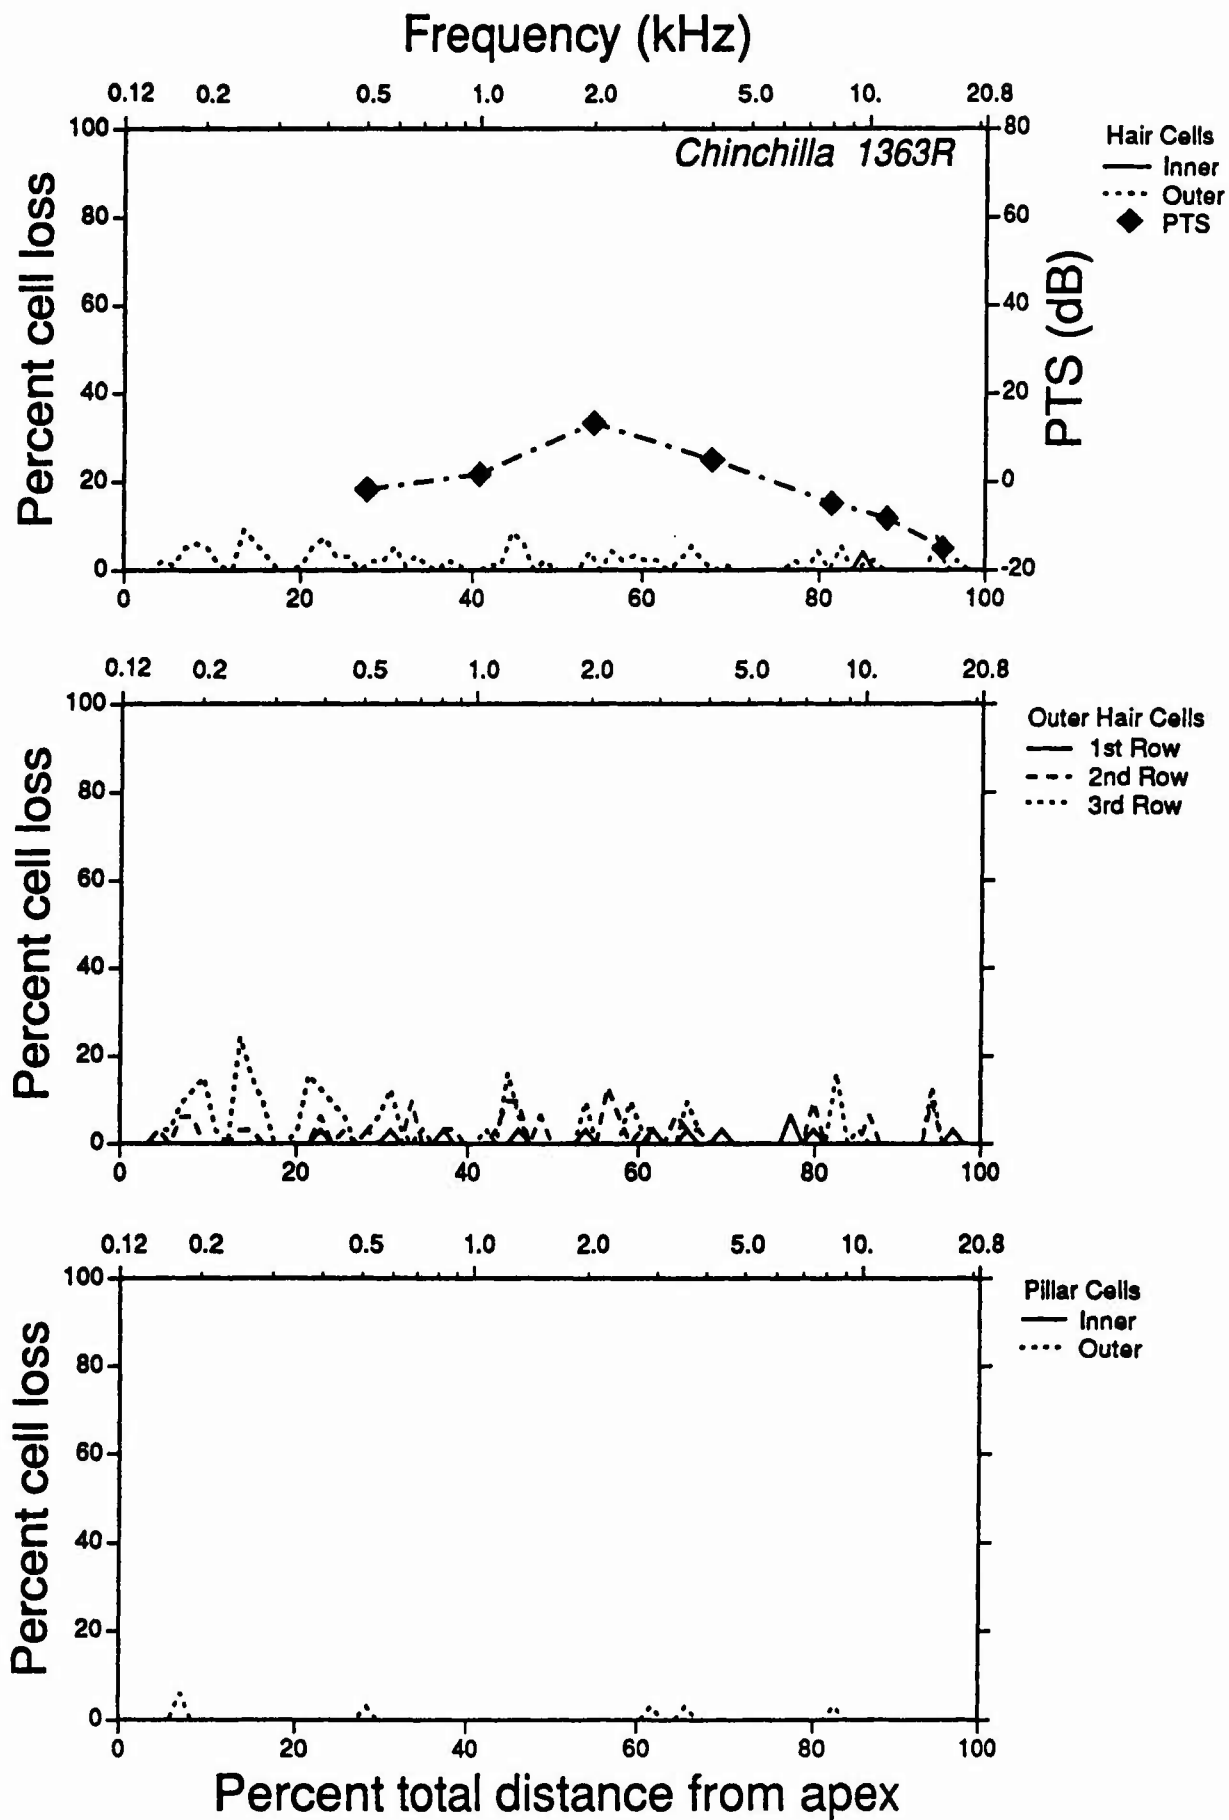 Frequency (kHz)
0.12 0.2 0.5 1.0 2.0 5.0 10. 20.8
Chinchilla 1363R
Percent cell loss
100
80
60
40
20
0
PTS (dB)
80
60
40
20
0
-20
0 20 40 60 80 100
Hair Cells
Inner
Outer
PTS
0.12 0.2 0.5 1.0 2.0 5.0 10. 20.8
Percent cell loss
100
80
60
40
20
0
0 20 40 60 80 100
Outer Hair Cells
1st Row
2nd Row
3rd Row
0.12 0.2 0.5 1.0 2.0 5.0 10. 20.8
Percent cell loss
100
80
60
40
20
0
0 20 40 60 80 100
Pillar Cells
Inner
Outer
Percent total distance from apex